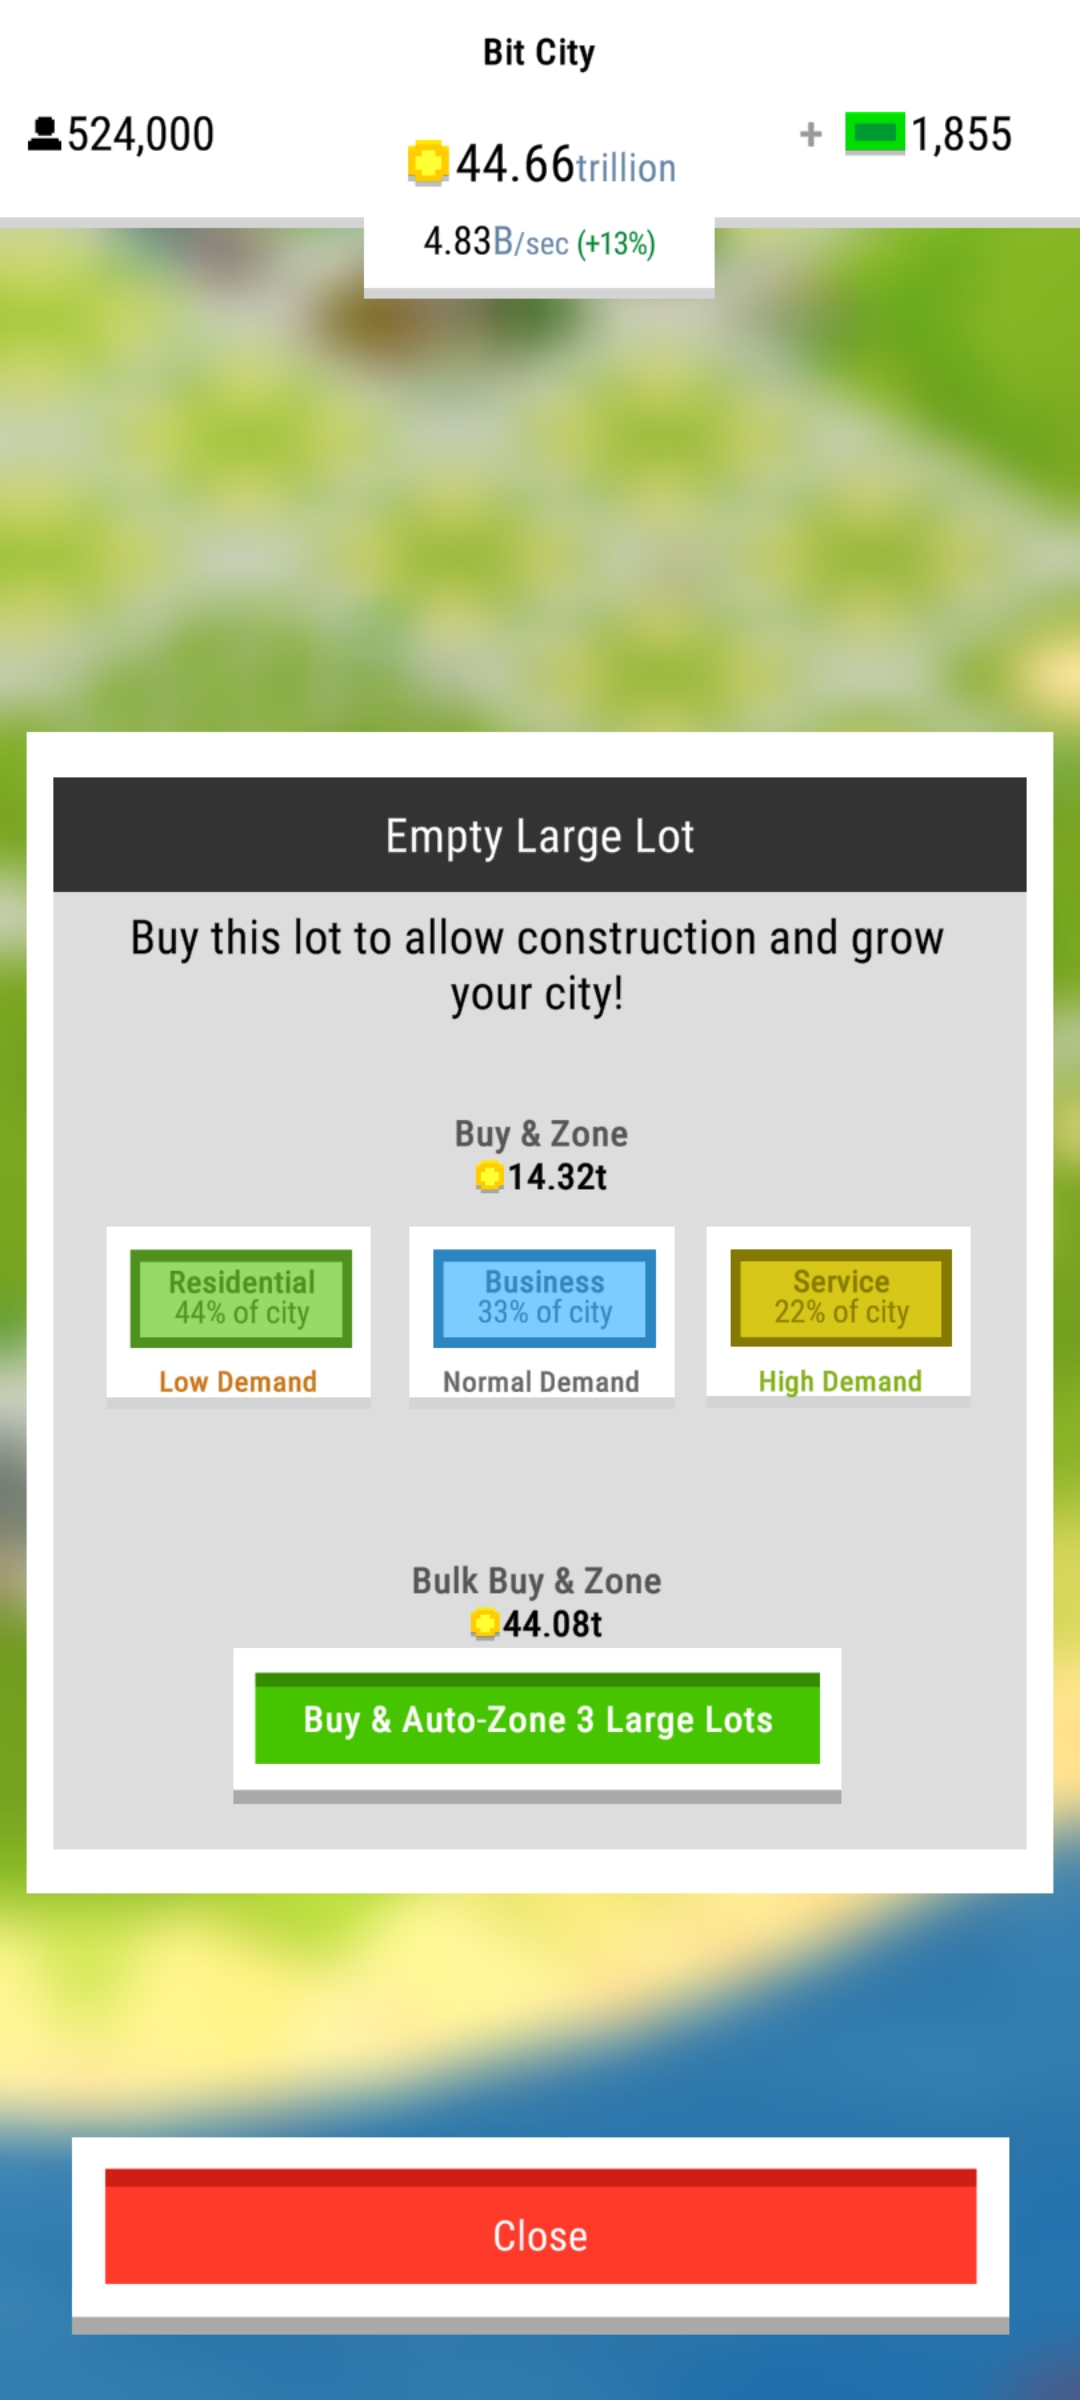 Bit City
524,000
44.66trillion
+ 1,855
4.83B/sec (+13%)
Empty Large Lot
Buy this lot to allow construction and grow
your city!
Buy & Zone
14.32t
Residential
44% of city
Low Demand
Business
33% of city
Normal Demand
Service
22% of city
High Demand
Bulk Buy & Zone
44.08t
Buy & Auto-Zone 3 Large Lots
Close